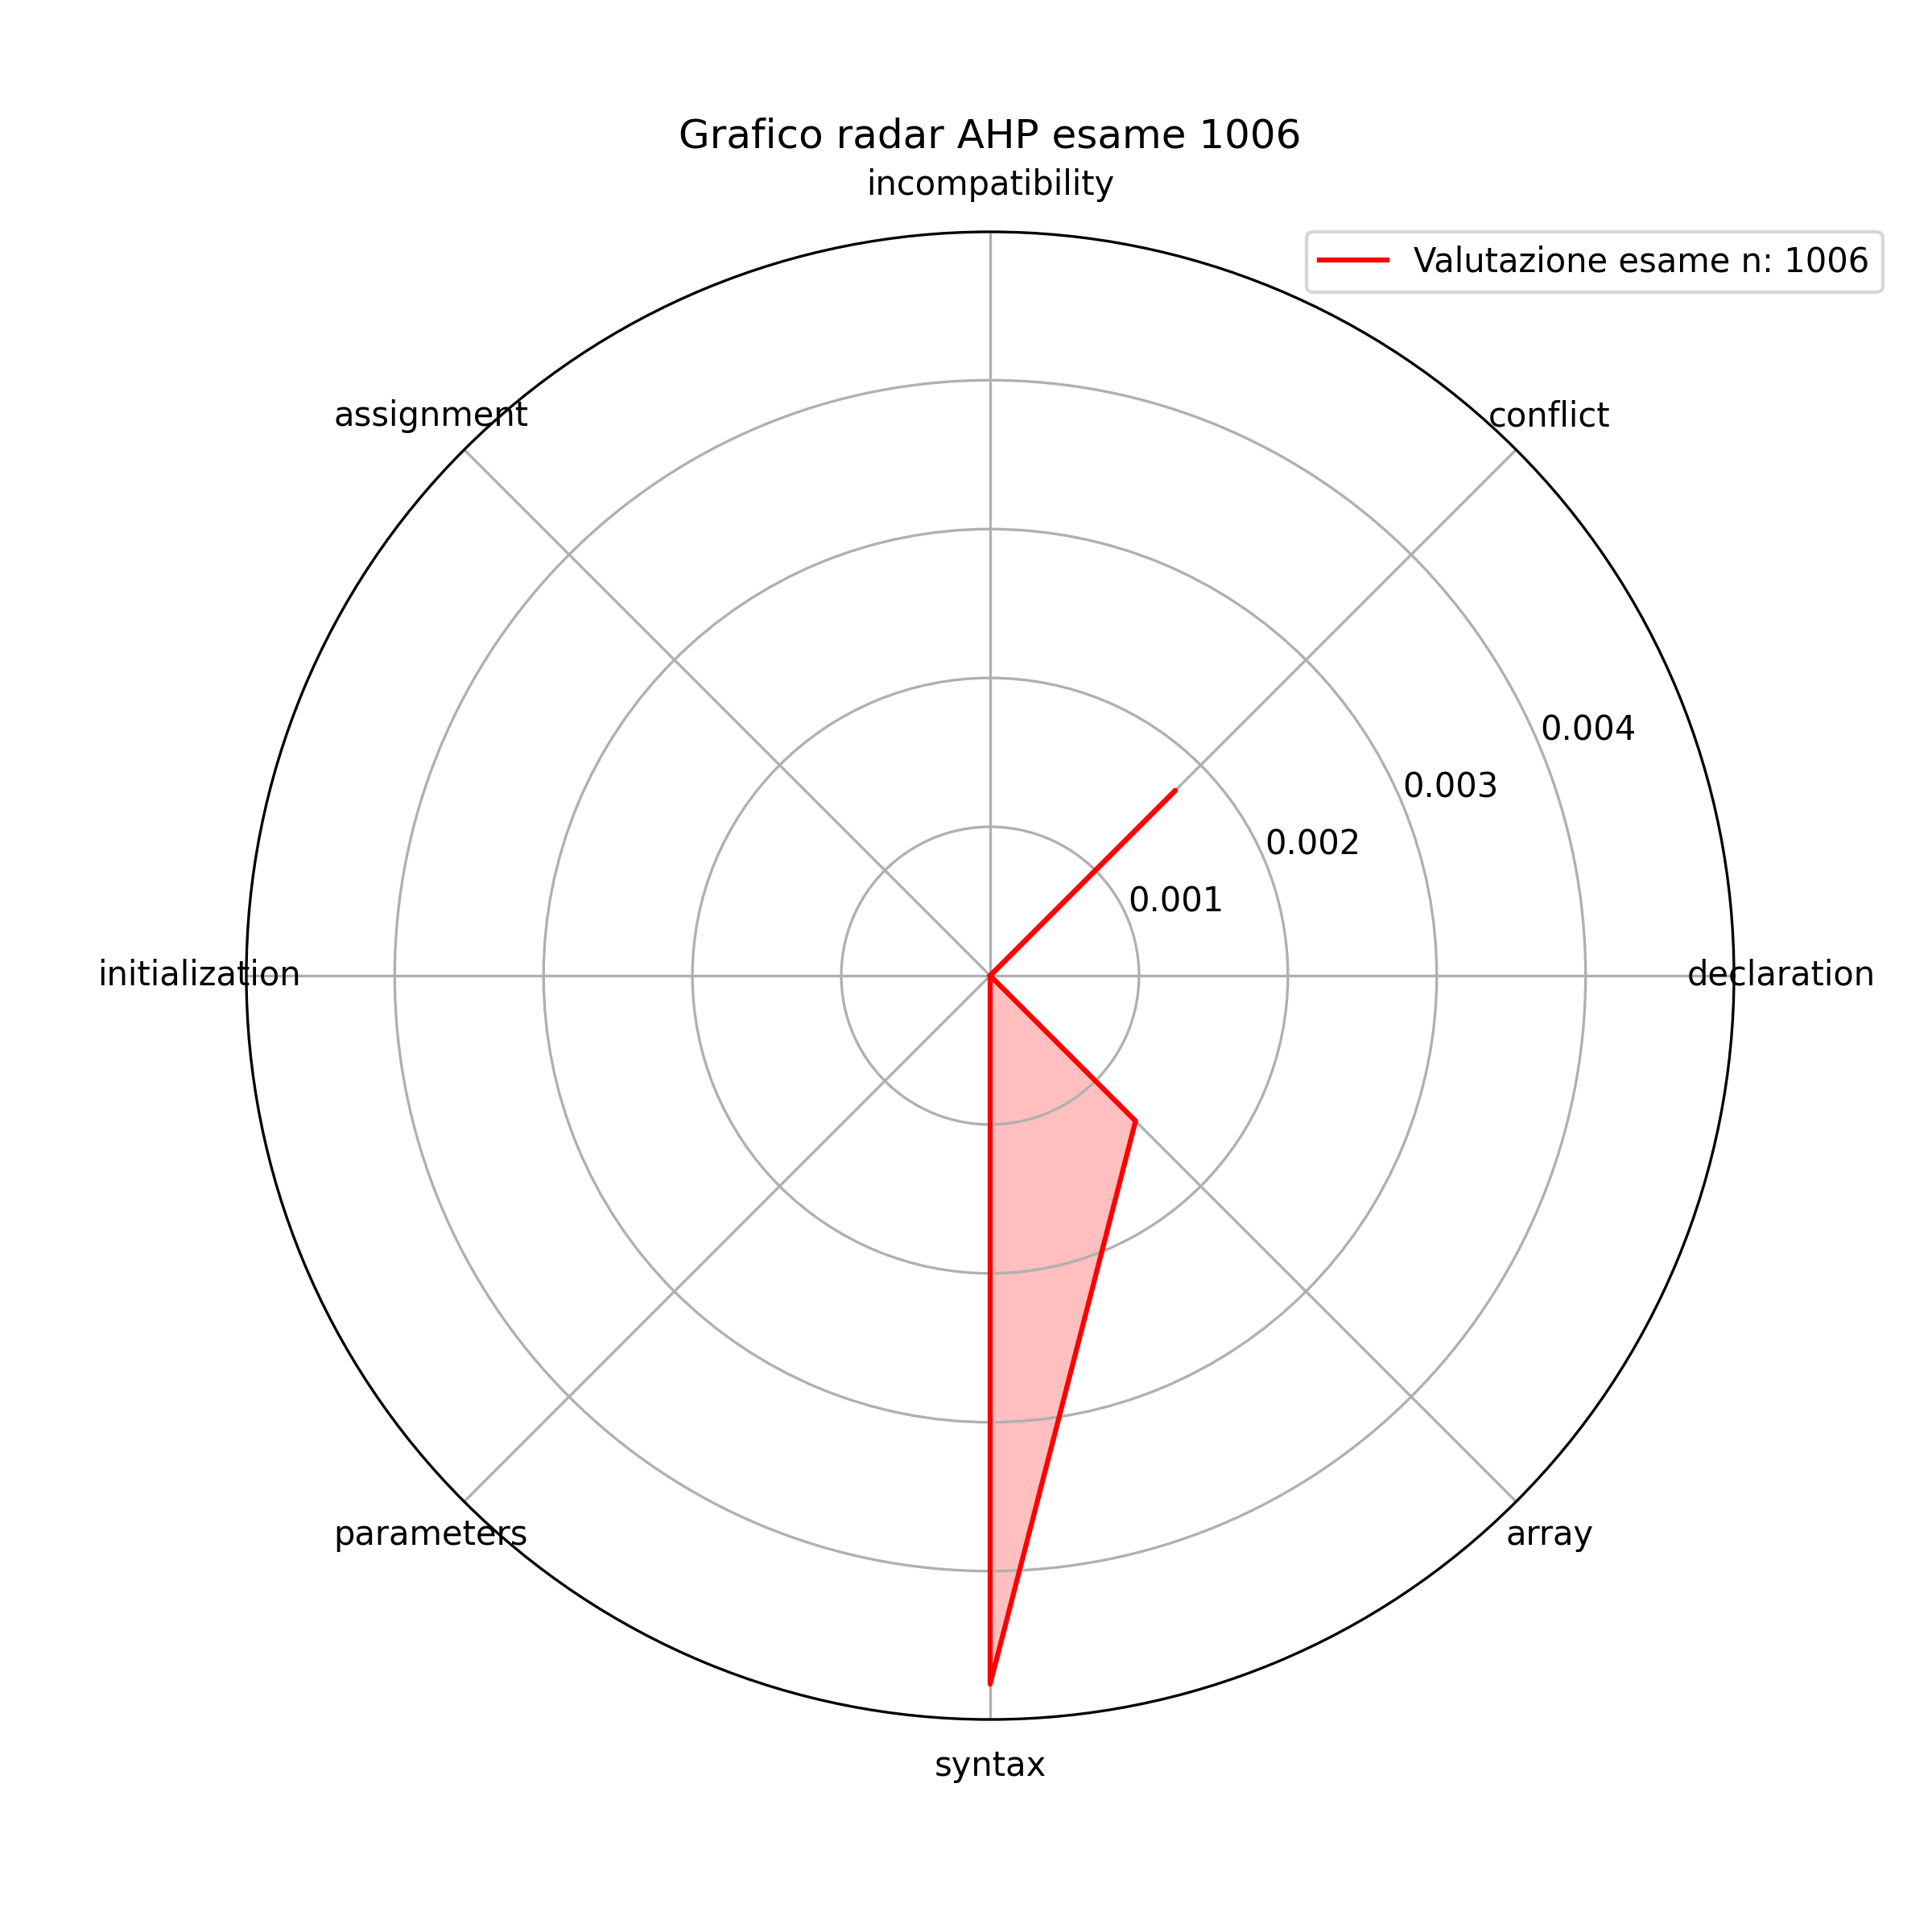 Grafico radar AHP esame 1006
incompatibility
Valutazione esame n: 1006
assignment
conflict
0.004
0.003
0.002
0.001
initialization
declaration
parameters
array
syntax